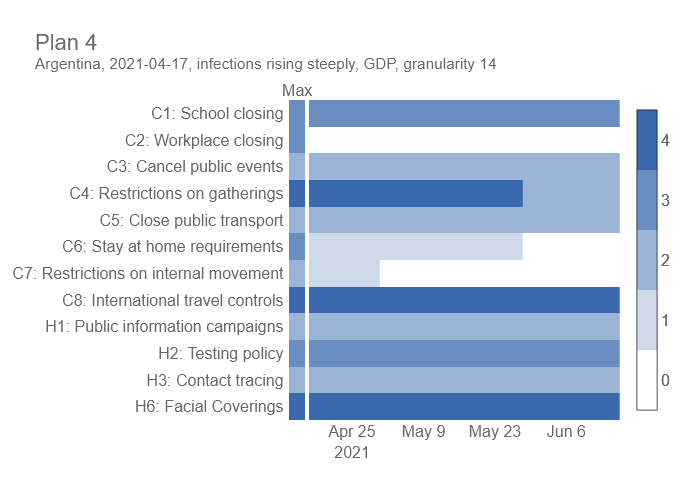 Plan 4
Argentina, 2021-04-17, infections rising steeply, GDP, granularity 14
Max
C1: School closing
C2: Workplace closing
C3: Cancel public events
C4: Restrictions on gatherings
C5: Close public transport
C6: Stay at home requirements
C7: Restrictions on internal movement
C8: International travel controls
H1: Public information campaigns
H2: Testing policy
H3: Contact tracing
H6: Facial Coverings
Apr 25 May 9 May 23 Jun 6
2021
4
3
2
1
0